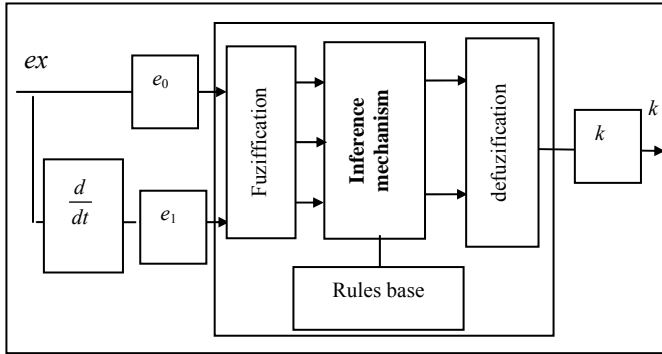 ex
e₀
Fuziffication
Inference
mechanism
defuzification
k
k
d
dt
e₁
Rules base